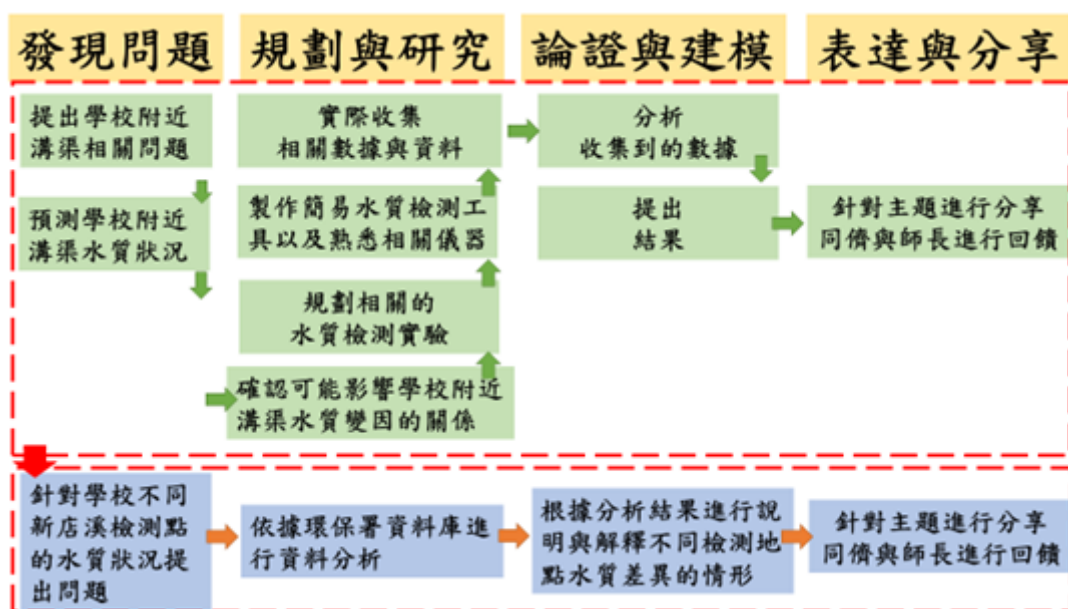 發現問題
規劃與研究
論證與建模
表達與分享
提出學校附近
溝渠相關問題
預測學校附近
溝渠水質狀況
實際收集
相關數據與資料
製作簡易水質檢測工
具以及熟悉相關儀器
規劃相關的
水質檢測實驗
確認可能影響學校附近
溝渠水質變因的關係
分析
收集到的數據
提出
結果
針對主題進行分享
同儕與師長進行回饋
針對學校不同
新店溪檢測點
的水質狀況提
出問題
依據環保署資料庫進
行資料分析
根據分析結果進行說
明與解釋不同檢測地
點水質差異的情形
針對主題進行分享
同儕與師長進行回饋